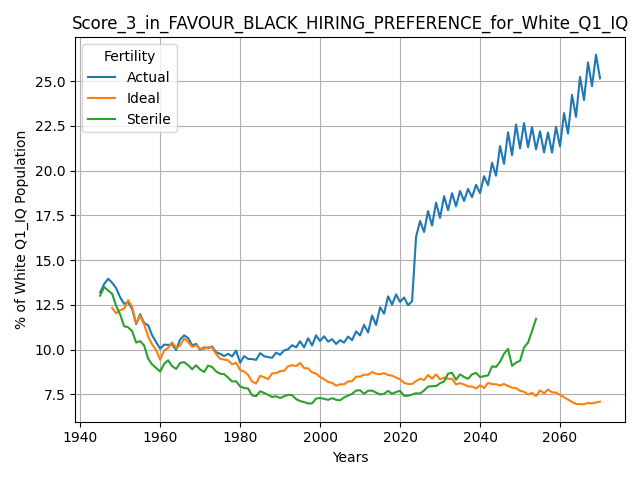 Score_3_in_FAVOUR_BLACK_HIRING_PREFERENCE_for_White_Q1_IQ
Fertility
Actual
Ideal
Sterile
% of White Q1_IQ Population
25.0
22.5
20.0
17.5
15.0
12.5
10.0
7.5
1940 1960 1980 2000 2020 2040 2060
Years